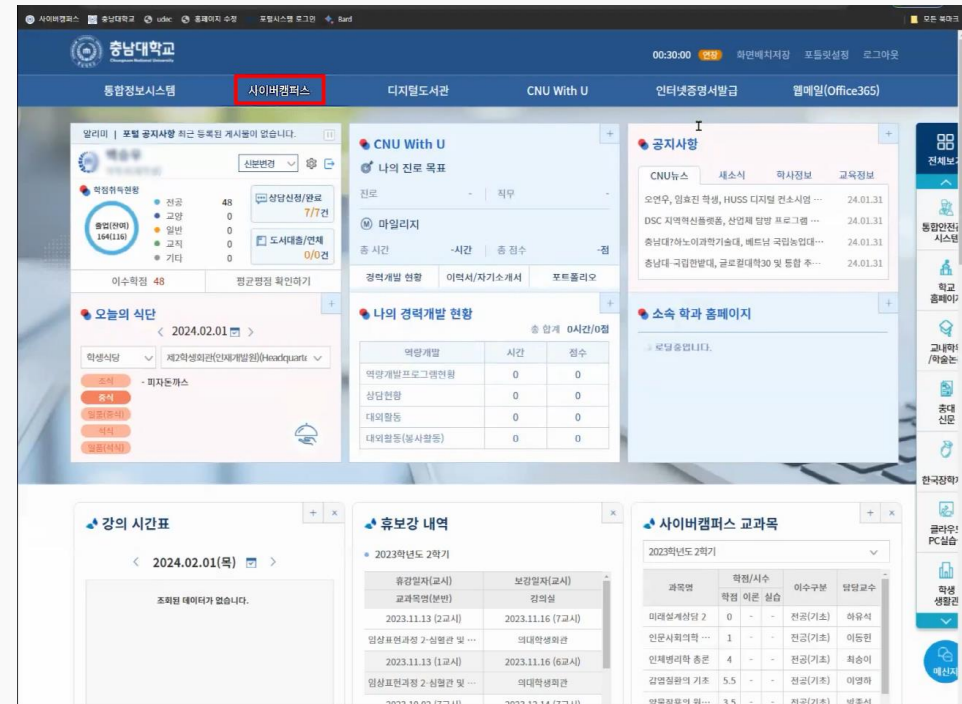 사이버캠퍼스 충남대학교 udec 홈페이지 수정 포털시스템 로그인 Bard 모든 북마크
충남대학교
Chungnam National University
00:30:00 연장 화면배치저장 포틀릿설정 로그아웃
통합정보시스템 사이버캠퍼스 디지털도서관 CNU With U 인터넷증명서발급 웹메일(Office365)
알리미 | 포털 공지사항 최근 등록된 게시물이 없습니다.
신분변경
학점취득현황
졸업(잔여)
164(116)
전공 48
교양 0
일반 0
교직 0
기타 0
상담신청/완료
7/7건
도서대출/연체
0/0건
이수학점 48 평균평점 확인하기
CNU With U
나의 진로 목표
진로 - 직무 -
마일리지
총 시간 -시간 총 점수 -점
경력개발 현황 이력서/자기소개서 포트폴리오
공지사항
CNU뉴스 새소식 학사정보 교육정보
오연우, 임효진 학생, HUSS 디지털 컨소시엄 ··· 24.01.31
DSC 지역혁신플랫폼, 산업체 탐방 프로그램 ··· 24.01.31
충남대?하노이과학기술대, 베트남 국립농업대··· 24.01.31
충남대·국립한밭대, 글로컬대학30 및 통합 추··· 24.01.31
오늘의 식단
< 2024.02.01 >
학생식당 제2학생회관(인재개발원)(Headquarte
조식 - 피자돈까스
중식
일품(중식)
석식
일품(석식)
나의 경력개발 현황
총 합계 0시간/0점
역량개발 시간 점수
역량개발프로그램현황 0 0
상담현황 0 0
대외활동 0 0
대외활동(봉사활동) 0 0
소속 학과 홈페이지
로딩중입니다.
강의 시간표
< 2024.02.01(목) >
조회된 데이터가 없습니다.
휴보강 내역
2023학년도 2학기
휴강일자(교시) 보강일자(교시)
교과목명(분반) 강의실
2023.11.13 (2교시) 2023.11.16 (7교시)
임상표현과정 2-심혈관 및 ··· 의대학생회관
2023.11.13 (1교시) 2023.11.16 (6교시)
임상표현과정 2-심혈관 및 ··· 의대학생회관
사이버캠퍼스 교과목
2023학년도 2학기
과목명 학점/시수 이수구분 담당교수
학점 이론 실습
미래설계상담 2 0 - - 전공(기초) 하유석
인문사회의학 ··· 1 - - 전공(기초) 이동헌
인체병리학 총론 4 - - 전공(기초) 최송이
감염질환의 기초 5.5 - - 전공(기초) 이영하
전체보기
통합안전관
시스템
학교
홈페이지
교내학위
/학술논
충대
신문
한국장학재
클라우드
PC실습
학생
생활관
메신저